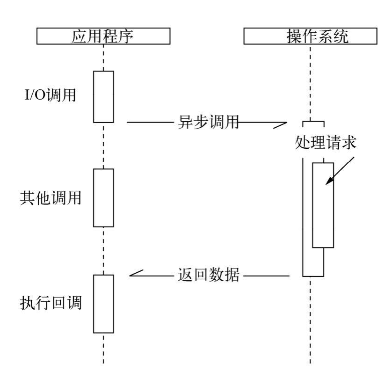 应用程序
操作系统
I/O调用
异步调用
处理请求
其他调用
返回数据
执行回调